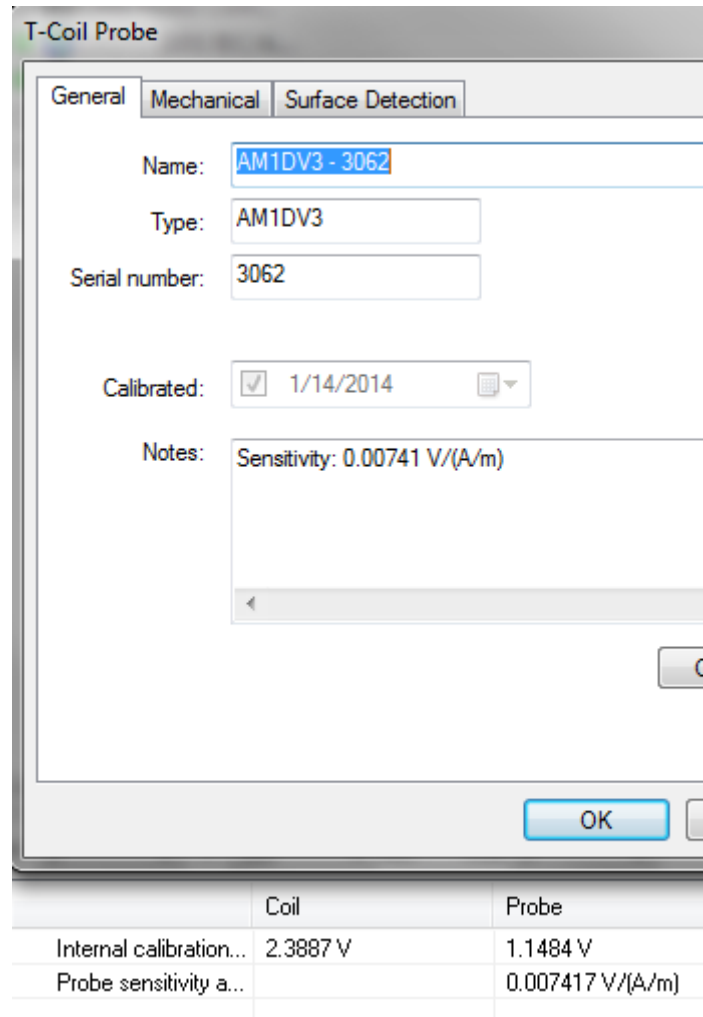 T-Coil Probe
General Mechanical Surface Detection
Name: AM1DV3 - 3062
Type: AM1DV3
Serial number: 3062
Calibrated: 1/14/2014
Notes: Sensitivity: 0.00741 V/(A/m)
OK
Coil Probe
Internal calibration... 2.3887 V 1.1484 V
Probe sensitivity a... 0.007417 V/(A/m)